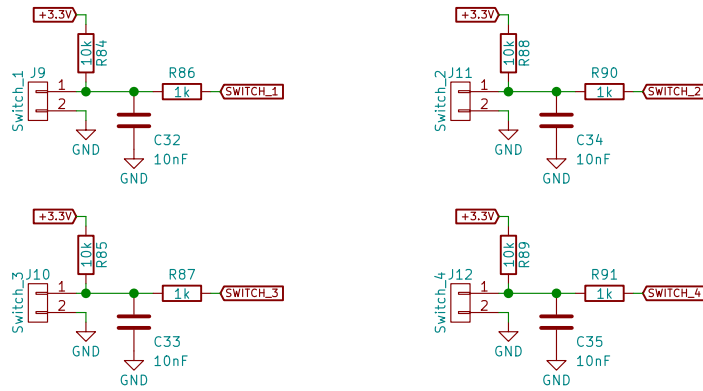 +3.3V
10k
R84
J9
Switch_1
1
2
R86
1k
SWITCH_1
GND
C32
10nF
GND
+3.3V
10k
R88
J11
Switch_2
1
2
R90
1k
SWITCH_2
GND
C34
10nF
GND
+3.3V
10k
R85
J10
Switch_3
1
2
R87
1k
SWITCH_3
GND
C33
10nF
GND
+3.3V
10k
R89
J12
Switch_4
1
2
R91
1k
SWITCH_4
GND
C35
10nF
GND